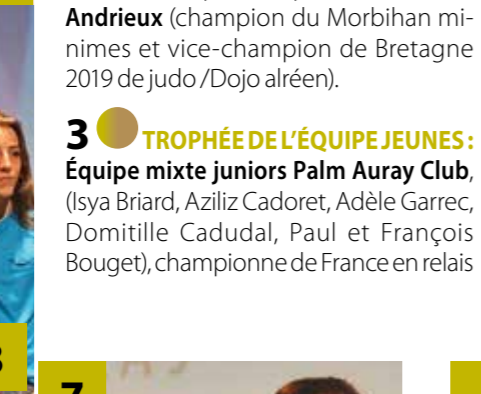 Andrieux (champion du Morbihan mi-
nimes et vice-champion de Bretagne
2019 de judo /Dojo alréen).
3 TROPHÉE DE L'ÉQUIPE JEUNES :
Équipe mixte juniors Palm Auray Club,
(Isya Briard, Aziliz Cadoret, Adèle Garrec,
Domitille Cadudal, Paul et François
Bouget), championne de France en relais